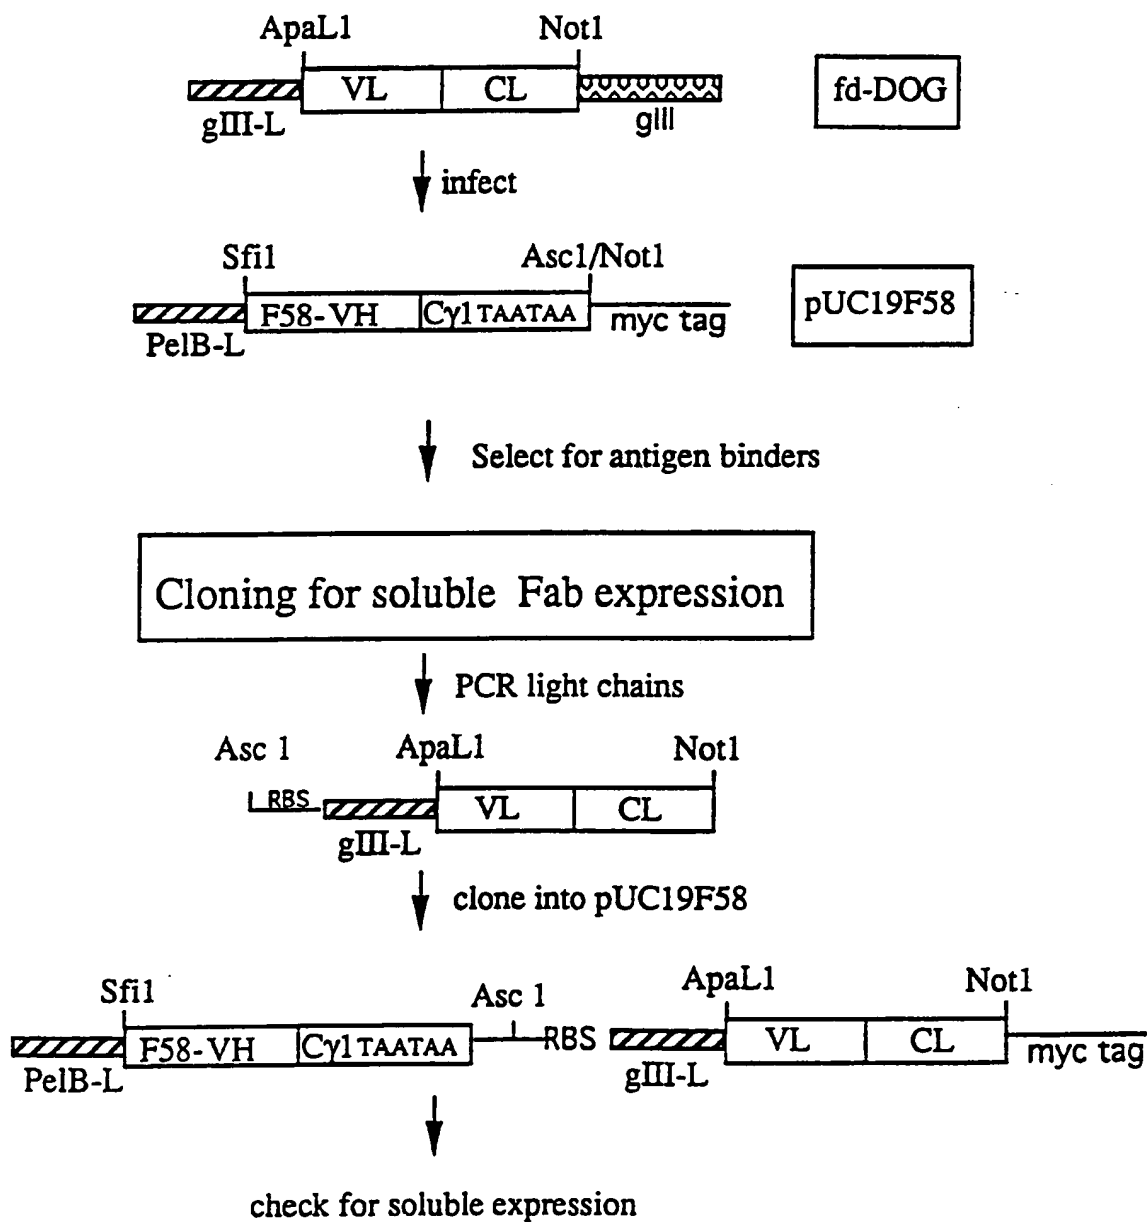 ApaL1 Not1
VL CL fd-DOG
gIII-L gIII
infect
Sfi1 Asc1/Not1
F58-VH Cγ1 TAATAA myc tag pUC19F58
PelB-L
Select for antigen binders
Cloning for soluble Fab expression
PCR light chains
Asc 1 ApaL1 Not1
RBS VL CL
gIII-L
clone into pUC19F58
Sfi1 Asc 1 ApaL1 Not1
F58-VH Cγ1 TAATAA RBS VL CL myc tag
PelB-L gIII-L
check for soluble expression